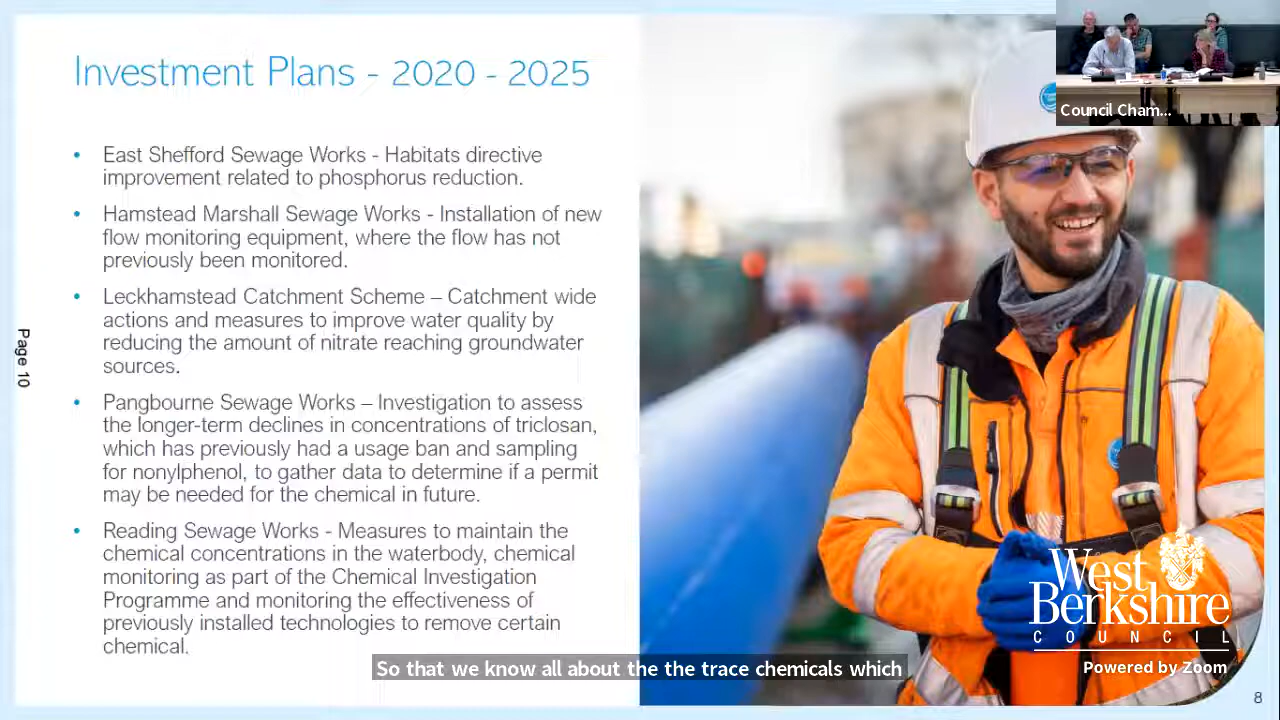 Investment Plans - 2020 - 2025
• East Shefford Sewage Works - Habitats directive
improvement related to phosphorus reduction.
• Hamstead Marshall Sewage Works - Installation of new
flow monitoring equipment, where the flow has not
previously been monitored.
• Leckhamstead Catchment Scheme – Catchment wide
actions and measures to improve water quality by
reducing the amount of nitrate reaching groundwater
sources.
• Pangbourne Sewage Works – Investigation to assess
the longer-term declines in concentrations of triclosan,
which has previously had a usage ban and sampling
for nonylphenol, to gather data to determine if a permit
may be needed for the chemical in future.
• Reading Sewage Works - Measures to maintain the
chemical concentrations in the waterbody, chemical
monitoring as part of the Chemical Investigation
Programme and monitoring the effectiveness of
previously installed technologies to remove certain
chemical.
Page 10
Council Cham...
West
Berkshire
COUNCIL
Powered by Zoom
So that we know all about the the trace chemicals which
8